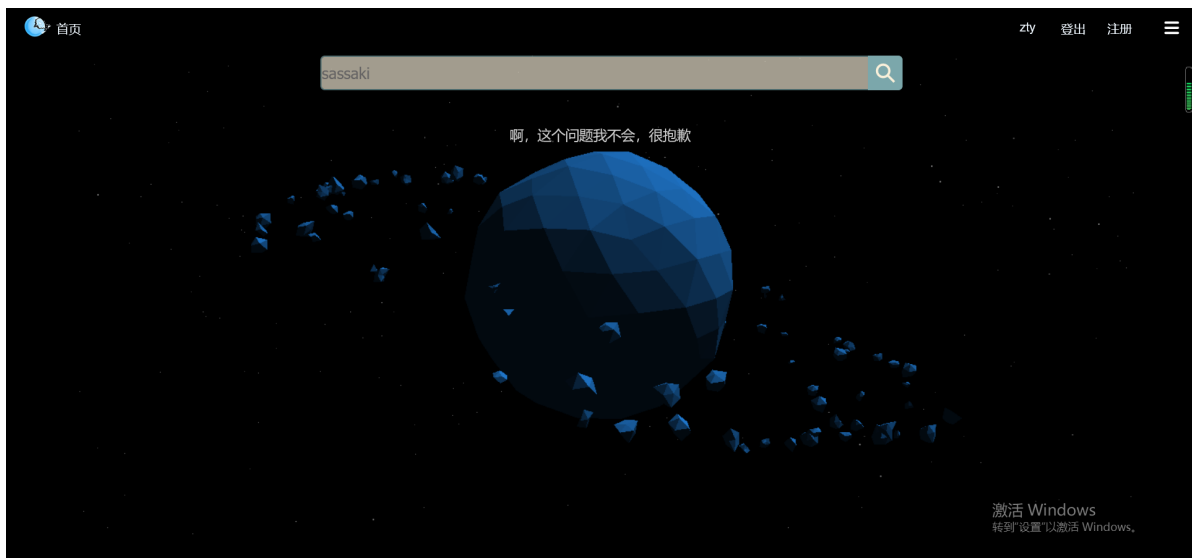 首页
zty 登出 注册
sassaki
啊，这个问题我不会，很抱歉
激活 Windows
转到"设置"以激活 Windows。